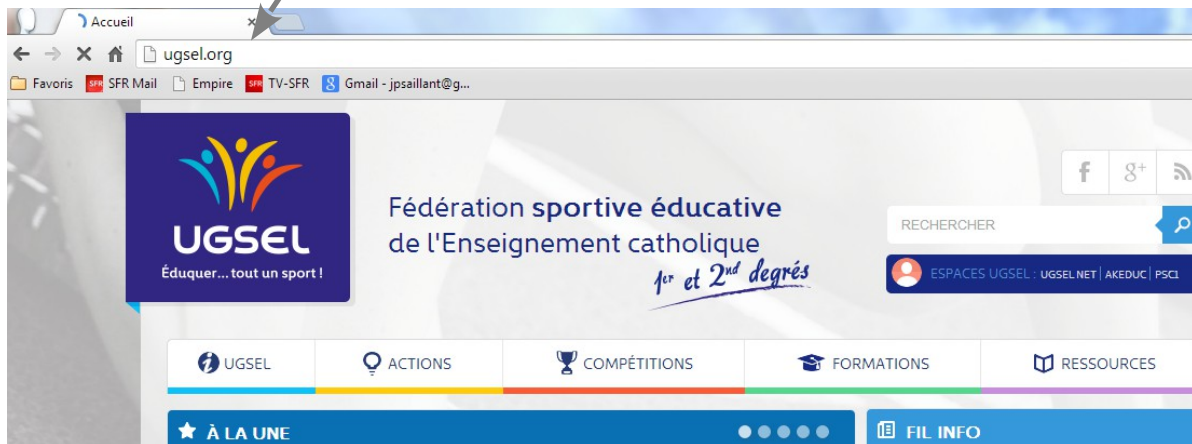 Accueil
ugsel.org
Favoris SFR Mail Empire TV-SFR Gmail - jpsaillant@g...
UGSEL
Éduquer... tout un sport !
Fédération sportive éducative
de l'Enseignement catholique
1er et 2nd degrés
RECHERCHER
ESPACES UGSEL : UGSELNET | AKEDUC | PSC1
UGSEL ACTIONS COMPÉTITIONS FORMATIONS RESSOURCES
À LA UNE
FIL INFO